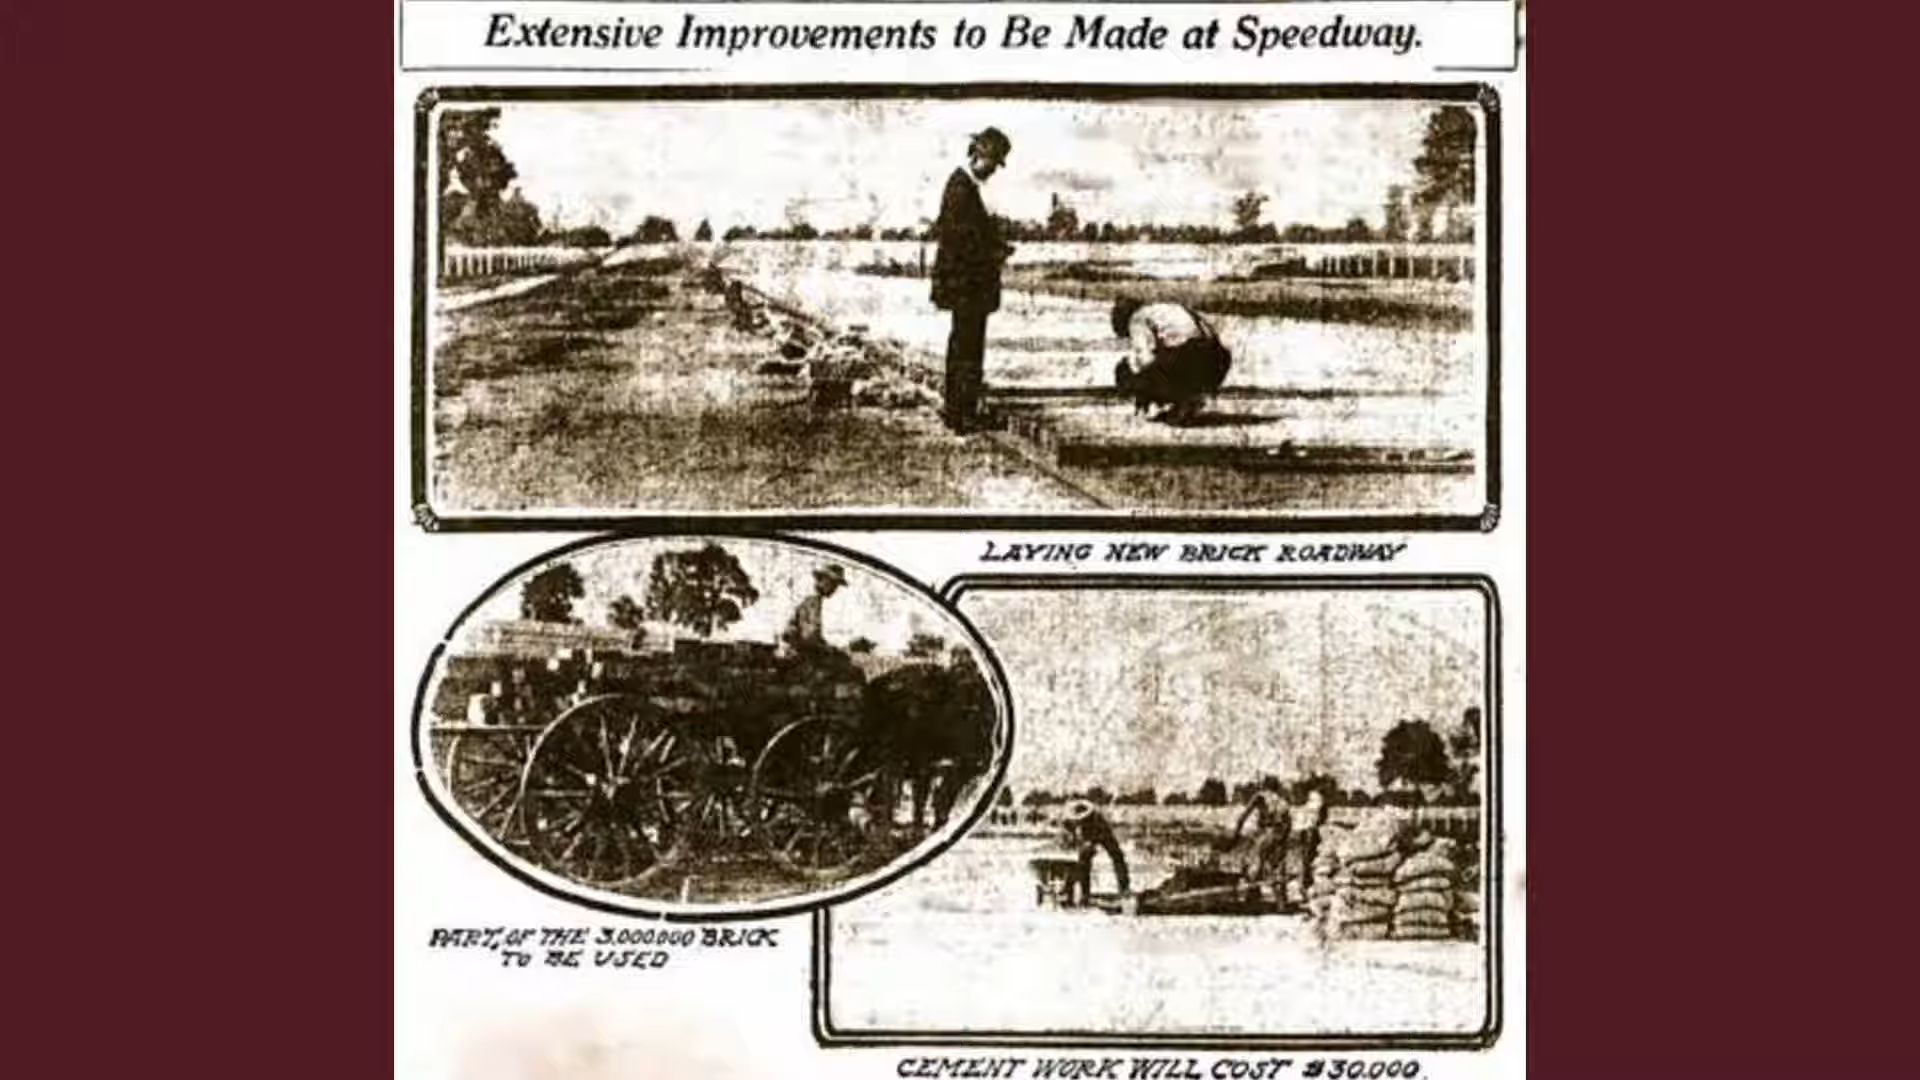 Extensive Improvements to Be Made at Speedway.
LAYING NEW BRICK ROADWAY
PART, OF THE 3,000,000 BRICK
TO BE USED
CEMENT WORK WILL COST $30,000.